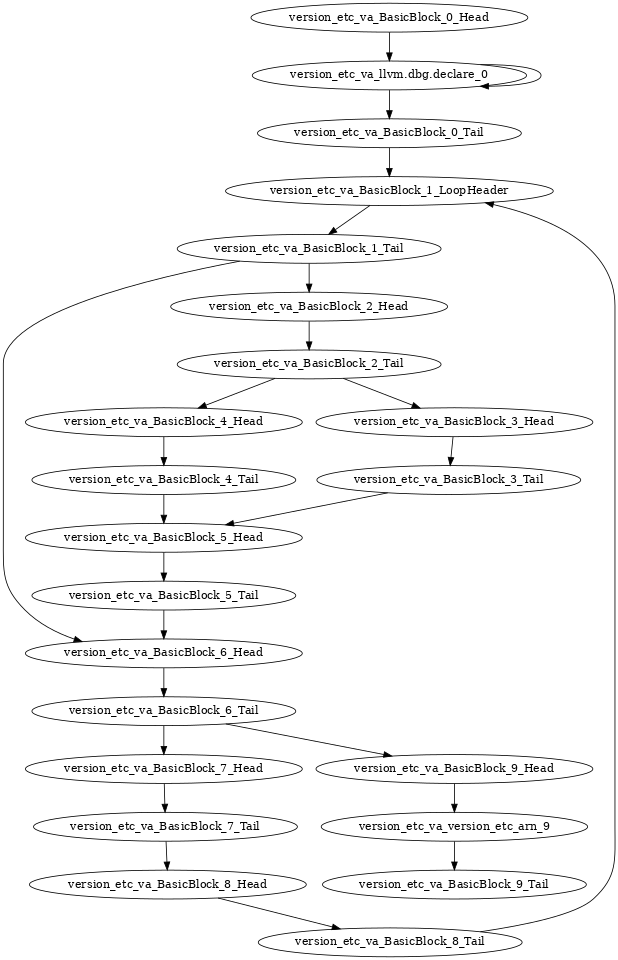 version_etc_va_BasicBlock_0_Head
version_etc_va_llvm.dbg.declare_0
version_etc_va_BasicBlock_0_Tail
version_etc_va_BasicBlock_1_LoopHeader
version_etc_va_BasicBlock_1_Tail
version_etc_va_BasicBlock_2_Head
version_etc_va_BasicBlock_2_Tail
version_etc_va_BasicBlock_4_Head
version_etc_va_BasicBlock_3_Head
version_etc_va_BasicBlock_4_Tail
version_etc_va_BasicBlock_3_Tail
version_etc_va_BasicBlock_5_Head
version_etc_va_BasicBlock_5_Tail
version_etc_va_BasicBlock_6_Head
version_etc_va_BasicBlock_6_Tail
version_etc_va_BasicBlock_7_Head
version_etc_va_BasicBlock_9_Head
version_etc_va_BasicBlock_7_Tail
version_etc_va_version_etc_arn_9
version_etc_va_BasicBlock_8_Head
version_etc_va_BasicBlock_9_Tail
version_etc_va_BasicBlock_8_Tail